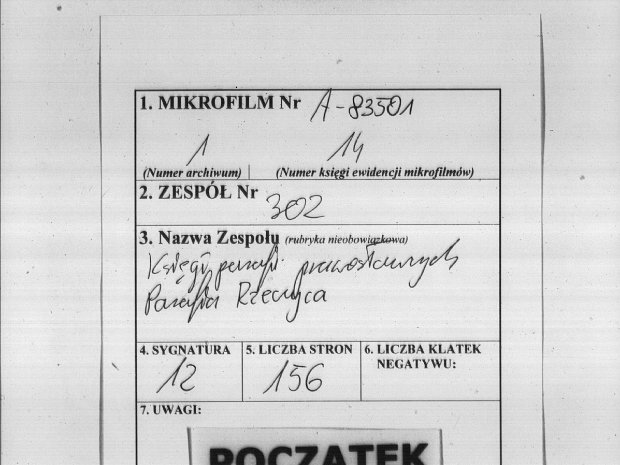 1. MIKROFILM Nr A-83501
1 14
(Numer archiwum) (Numer księgi ewidencji mikrofilmów)
2. ZESPÓŁ Nr 302
3. Nazwa Zespołu (rubryka nieobowiązkowa)
Księgi parafii prawosławnych
Parafia Rzeczyca
4. SYGNATURA 5. LICZBA STRON 6. LICZBA KLATEK
NEGATYWU:
12 156
7. UWAGI:
POCZĄTEK